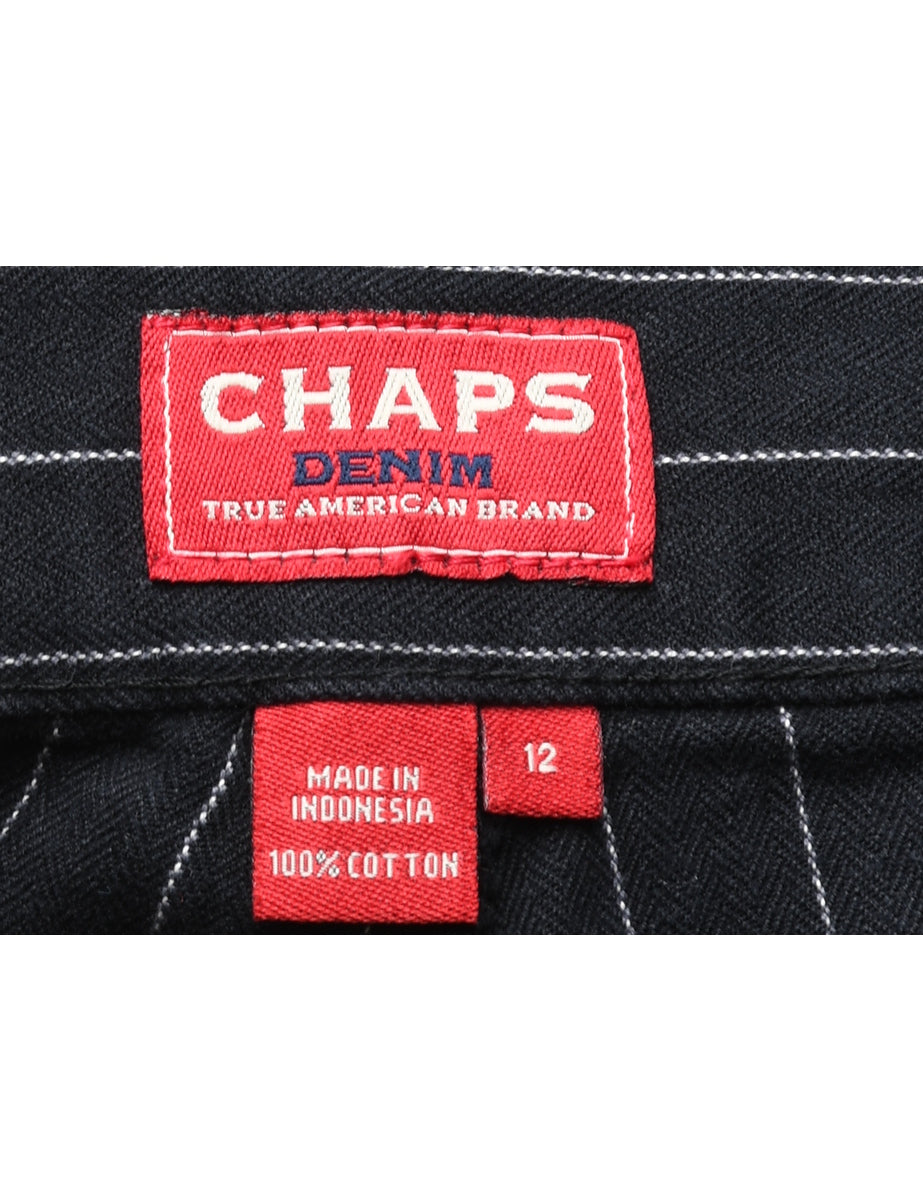 CHAPS
DENIM
TRUE AMERICAN BRAND
12
MADE IN
INDONESIA
100% COTTON